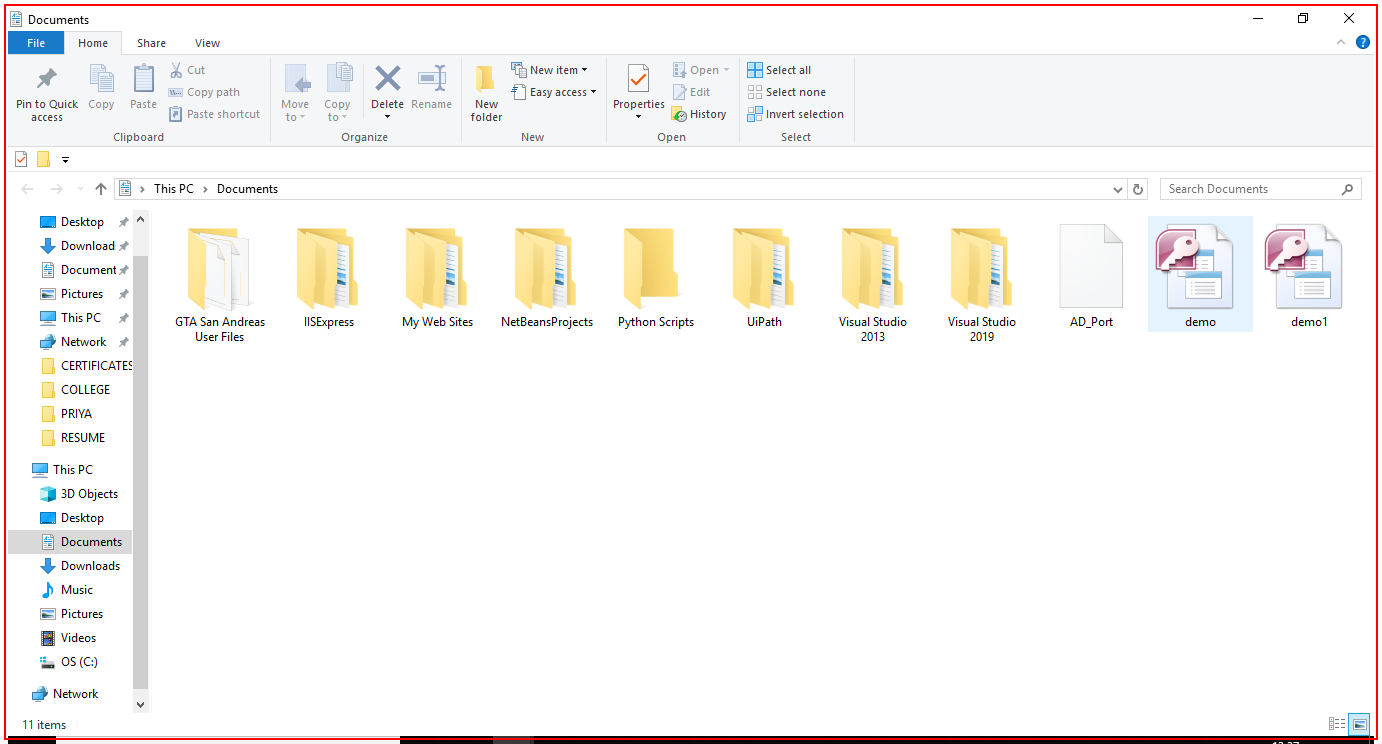 Documents
File Home Share View
Pin to Quick access
Copy
Paste
Cut
Copy path
Paste shortcut
Clipboard
Move to
Copy to
Delete
Rename
Organize
New folder
New item
Easy access
New
Properties
Open
Edit
History
Open
Select all
Select none
Invert selection
Select
This PC > Documents
Search Documents
Desktop
Download
Document
Pictures
This PC
Network
CERTIFICATES
COLLEGE
PRIYA
RESUME
This PC
3D Objects
Desktop
Documents
Downloads
Music
Pictures
Videos
OS (C:)
Network
GTA San Andreas
User Files
IISExpress
My Web Sites
NetBeansProjects
Python Scripts
UiPath
Visual Studio
2013
Visual Studio
2019
AD_Port
demo
demo1
11 items